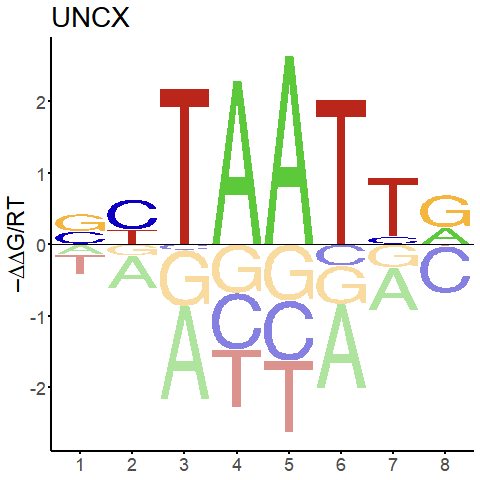 UNCX
−ΔΔG/RT
2
1
0
-1
-2
G C T T A A T T G
C T C A
A G C G G G C G C
T A G C C G A
A T T A
1 2 3 4 5 6 7 8